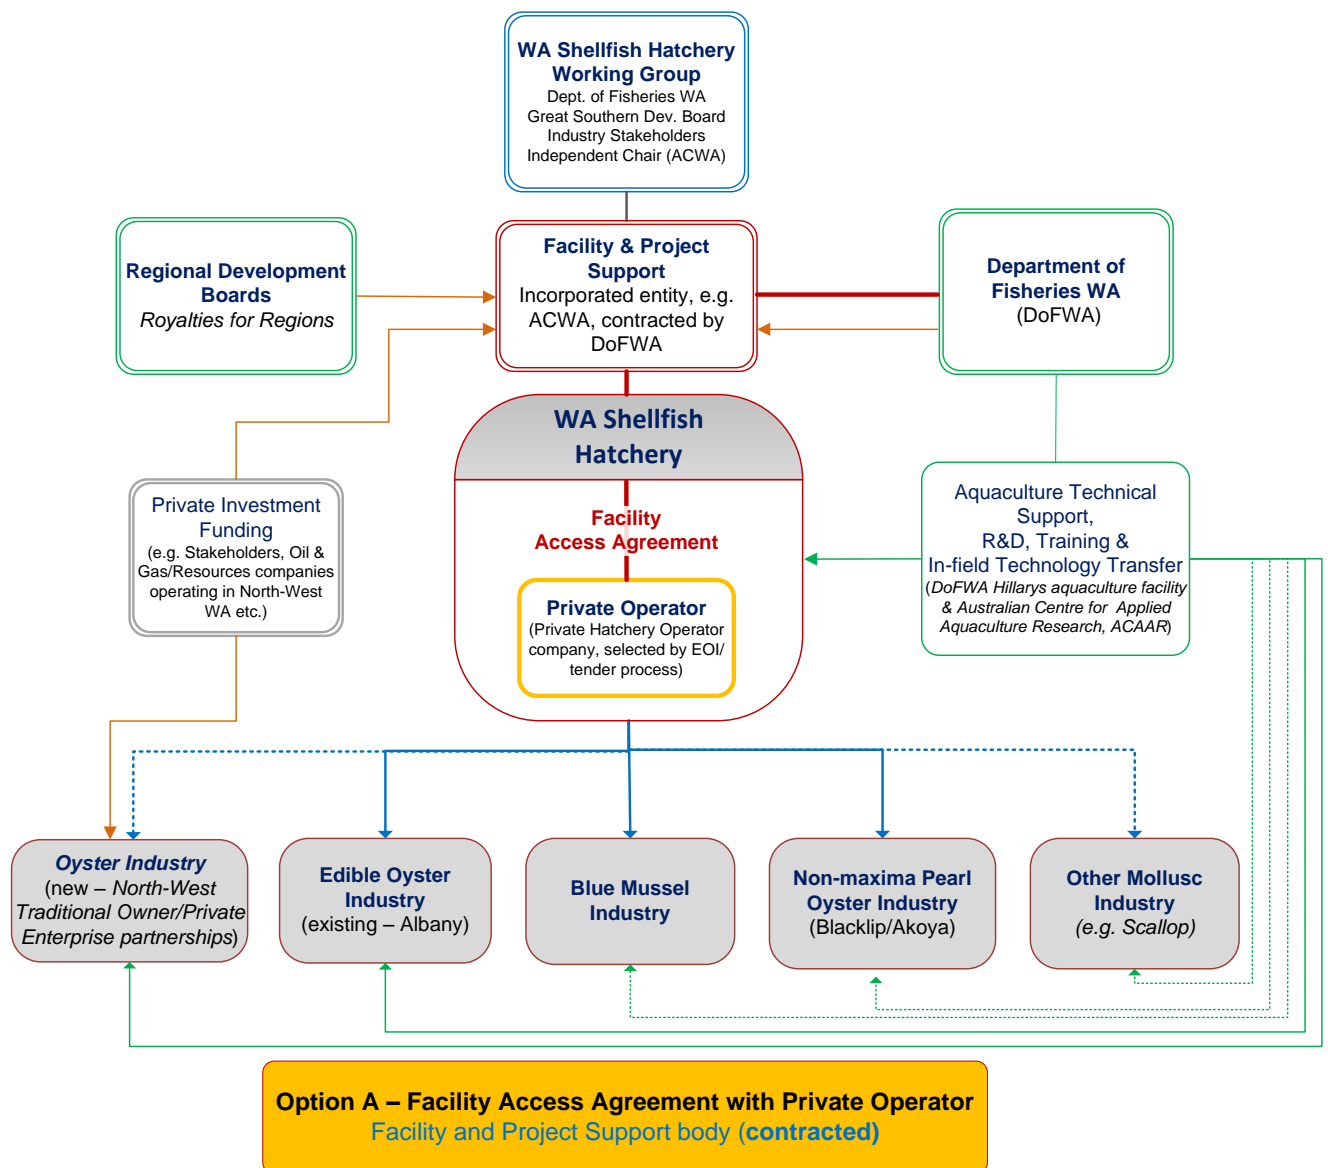 WA Shellfish Hatchery
Working Group
Dept. of Fisheries WA
Great Southern Dev. Board
Industry Stakeholders
Independent Chair (ACWA)
Regional Development
Boards
Royalties for Regions
Facility & Project
Support
Incorporated entity, e.g.
ACWA, contracted by
DoFWA
Department of
Fisheries WA
(DoFWA)
WA Shellfish
Hatchery
Facility
Access Agreement
Private Operator
(Private Hatchery Operator
company, selected by EOI/
tender process)
Private Investment
Funding
(e.g. Stakeholders, Oil &
Gas/Resources companies
operating in North-West
WA etc.)
Aquaculture Technical
Support,
R&D, Training &
In-field Technology Transfer
(DoFWA Hillarys aquaculture facility
& Australian Centre for Applied
Aquaculture Research, ACAAR)
Oyster Industry
(new – North-West
Traditional Owner/Private
Enterprise partnerships)
Edible Oyster
Industry
(existing – Albany)
Blue Mussel
Industry
Non-maxima Pearl
Oyster Industry
(Blacklip/Akoya)
Other Mollusc
Industry
(e.g. Scallop)
Option A – Facility Access Agreement with Private Operator
Facility and Project Support body (contracted)